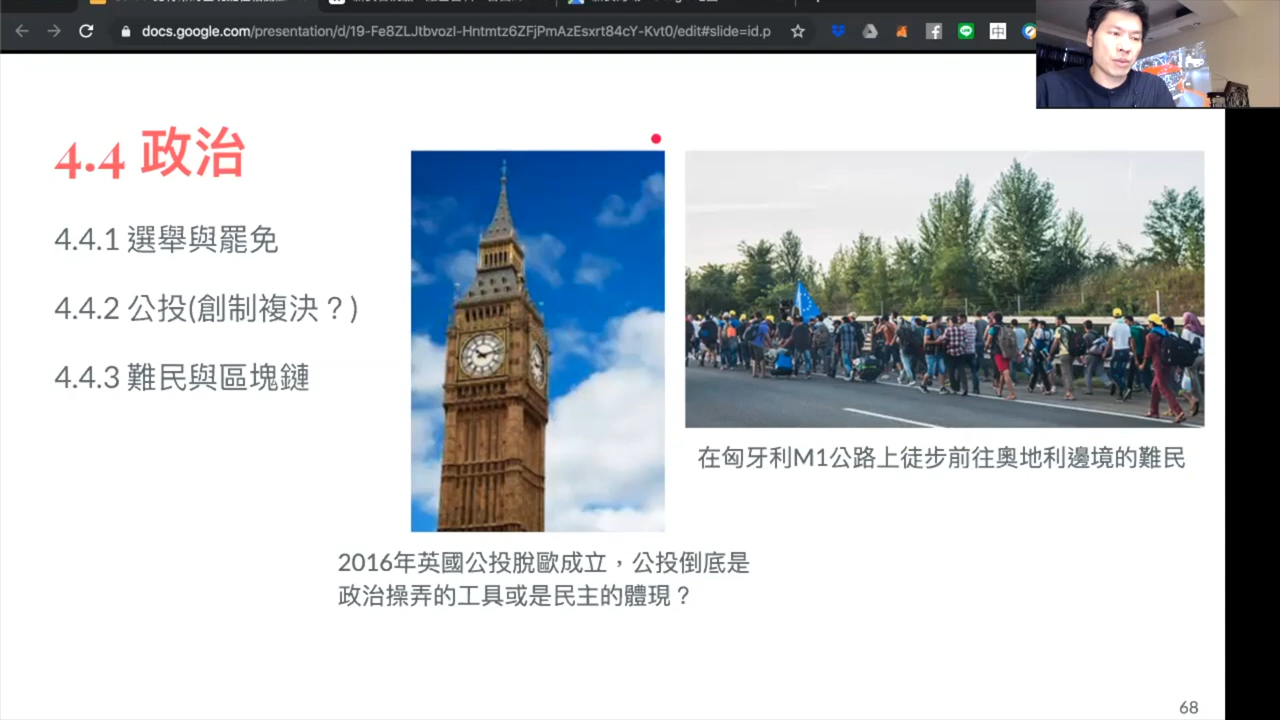 docs.google.com/presentation/d/19-Fe8ZLJtbvozI-Hntmtz6ZFjPmAzEsxrt84cY-Kvt0/edit#slide=id.p
中
4.4 政治
4.4.1 選舉與罷免
4.4.2 公投(創制複決？)
4.4.3 難民與區塊鏈
在匈牙利M1公路上徒步前往奧地利邊境的難民
2016年英國公投脫歐成立，公投倒底是
政治操弄的工具或是民主的體現？
68